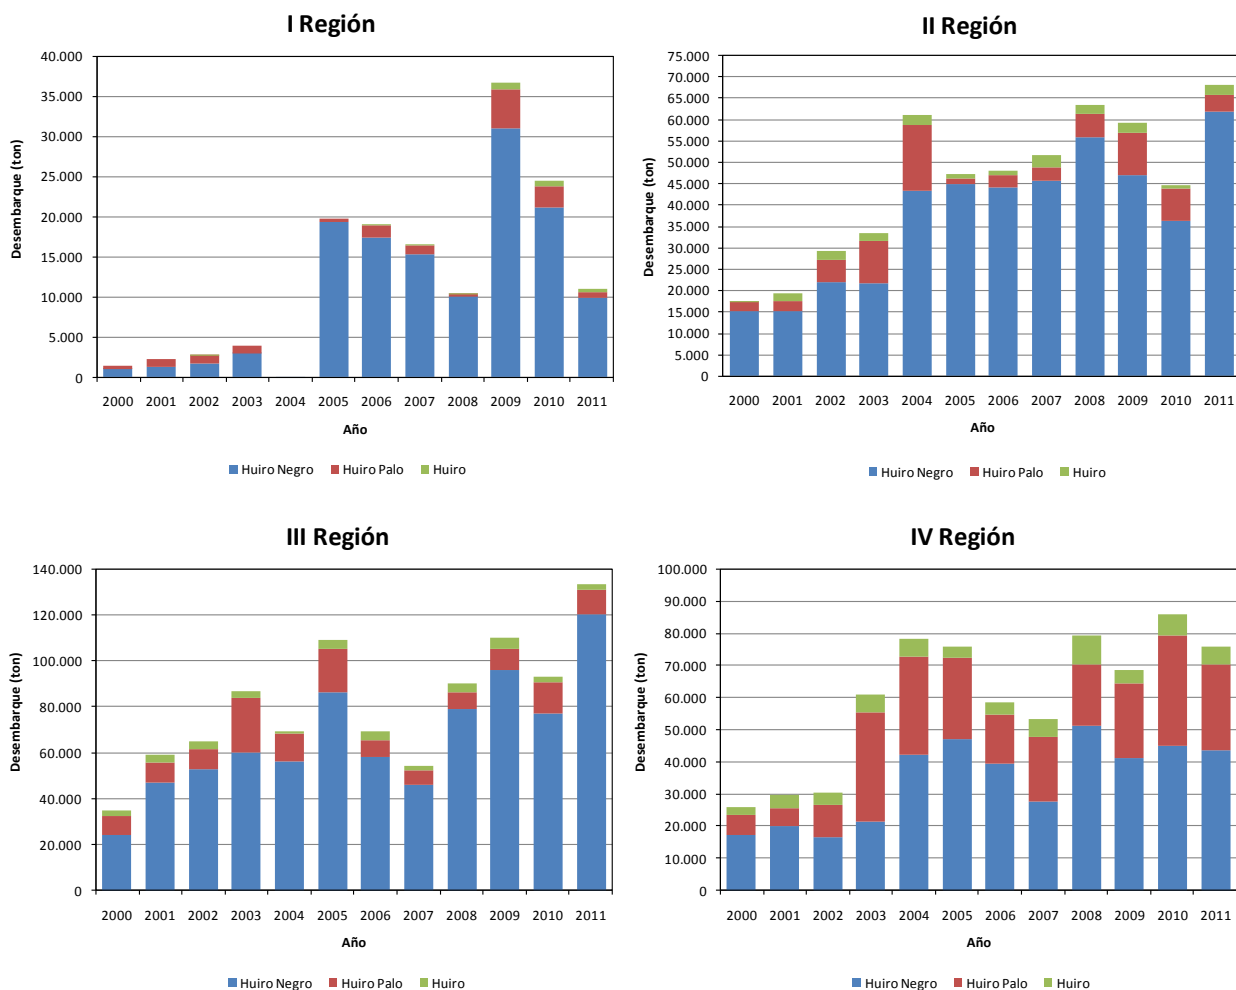 I Región
40.000
35.000
30.000
25.000
20.000
15.000
10.000
5.000
0
Desembarque (ton)
2000 2001 2002 2003 2004 2005 2006 2007 2008 2009 2010 2011
Año
Huiro Negro Huiro Palo Huiro
II Región
75.000
70.000
65.000
60.000
55.000
50.000
45.000
40.000
35.000
30.000
25.000
20.000
15.000
10.000
5.000
0
Desembarque (ton)
2000 2001 2002 2003 2004 2005 2006 2007 2008 2009 2010 2011
Año
Huiro Negro Huiro Palo Huiro
III Región
140.000
120.000
100.000
80.000
60.000
40.000
20.000
0
Desembarque (ton)
2000 2001 2002 2003 2004 2005 2006 2007 2008 2009 2010 2011
Año
Huiro Negro Huiro Palo Huiro
IV Región
100.000
90.000
80.000
70.000
60.000
50.000
40.000
30.000
20.000
10.000
0
Desembarque (ton)
2000 2001 2002 2003 2004 2005 2006 2007 2008 2009 2010 2011
Año
Huiro Negro Huiro Palo Huiro